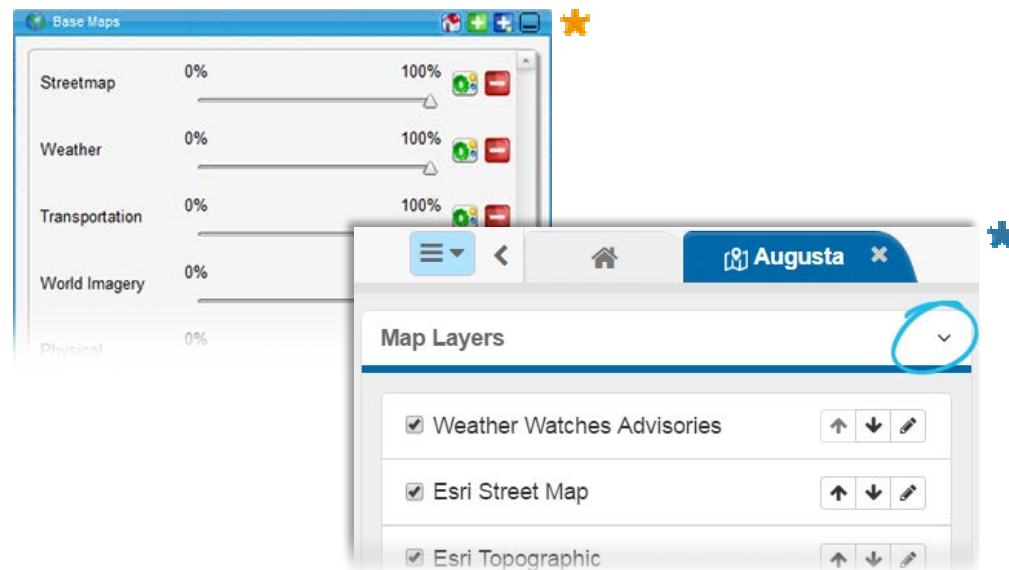 Base Maps
Streetmap 0% 100%
Weather 0% 100%
Transportation 0% 100%
World Imagery 0%
Physical 0%
Augusta
Map Layers
Weather Watches Advisories
Esri Street Map
Esri Topographic